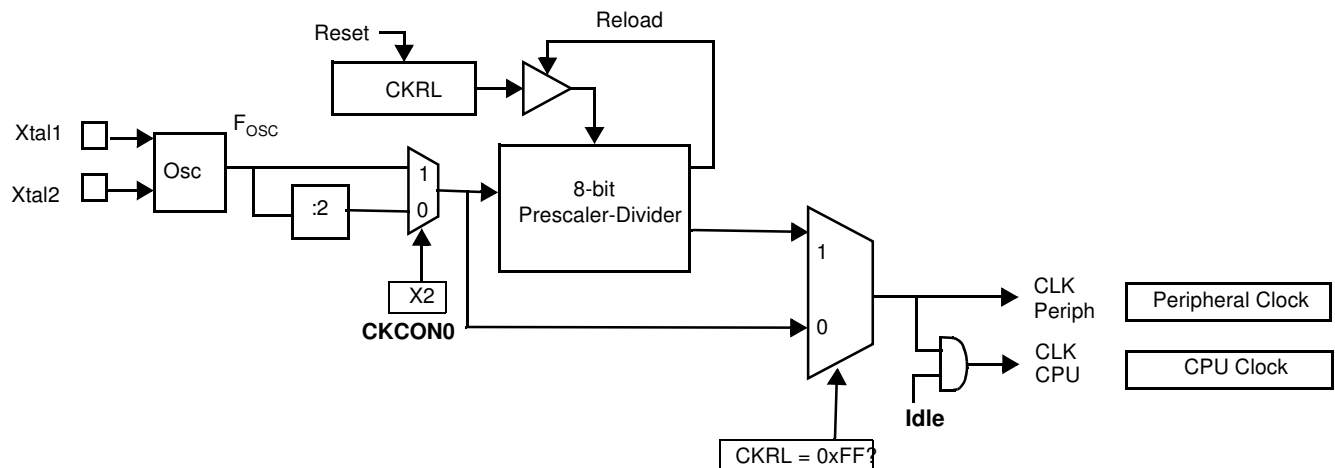 Reload
Reset
CKRL
Xtal1
Xtal2
FOSC
Osc
:2
1
0
X2
CKCON0
8-bit
Prescaler-Divider
1
0
CKRL = 0xFF?
CLK
Periph
Peripheral Clock
CLK
CPU
CPU Clock
Idle